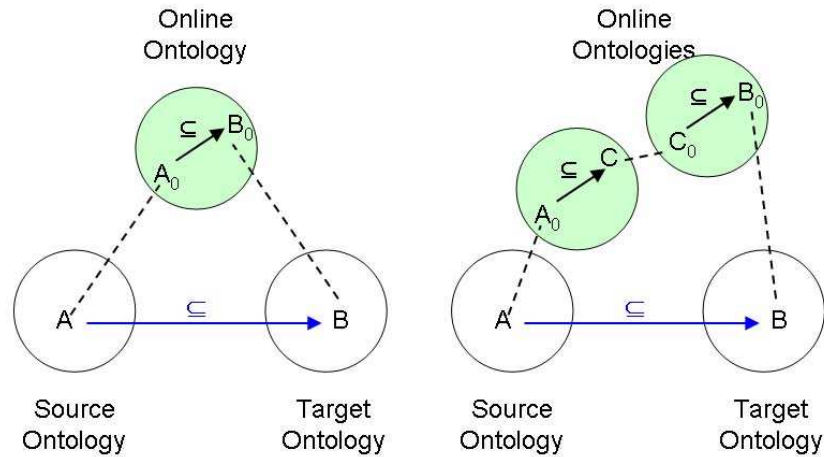 Online
Ontology
⊆
B₀
A₀
A
⊆
B
Source
Ontology
Target
Ontology
Online
Ontologies
⊆
B₀
C₀
⊆
C
A₀
A
⊆
B
Source
Ontology
Target
Ontology